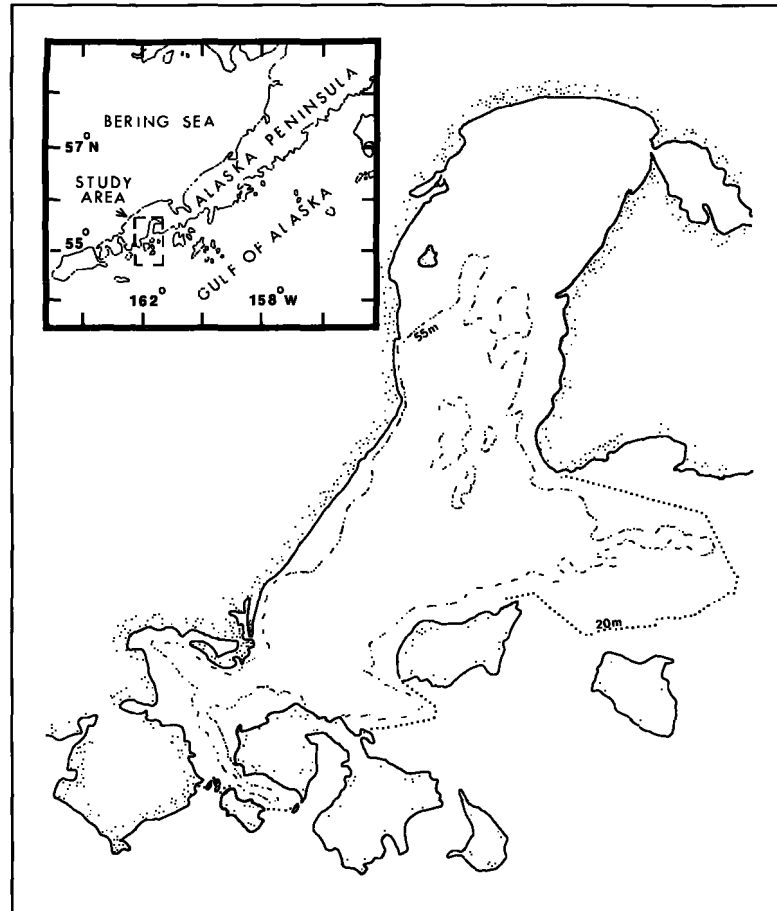 BERING SEA
ALASKA PENINSULA
57°N
STUDY
AREA
55°
GULF OF ALASKA
162°
158°W
55m
20m